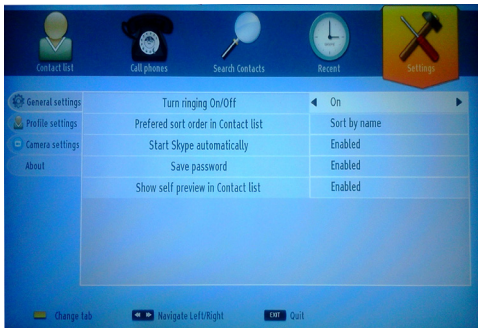 Contact list
Call phones
Search Contacts
Recent
Settings
General settings
Turn ringing On/Off
On
Profile settings
Prefered sort order in Contact list
Sort by name
Camera settings
Start Skype automatically
Enabled
About
Save password
Enabled
Show self preview in Contact list
Enabled
Change tab
Navigate Left/Right
EXIT Quit